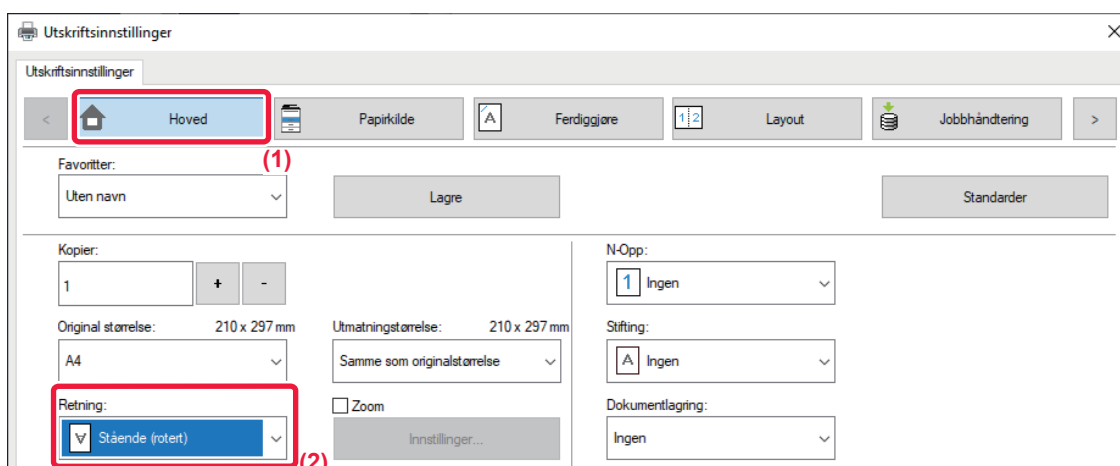 Utskriftsinnstillinger
Utskriftsinnstillinger
< Hoved Papirkilde Ferdiggjøre Layout Jobbhåndtering >
(1)
Favoritter:
Uten navn Lagre Standarder
Kopier: N-Opp:
1 + - 1 Ingen
Original størrelse: 210 x 297 mm Utmatningstørrelse: 210 x 297 mm Stifting:
A4 Samme som originalstørrelse A Ingen
Retning: Zoom Dokumentlagring:
Stående (rotert) Innstillinger... Ingen
(2)